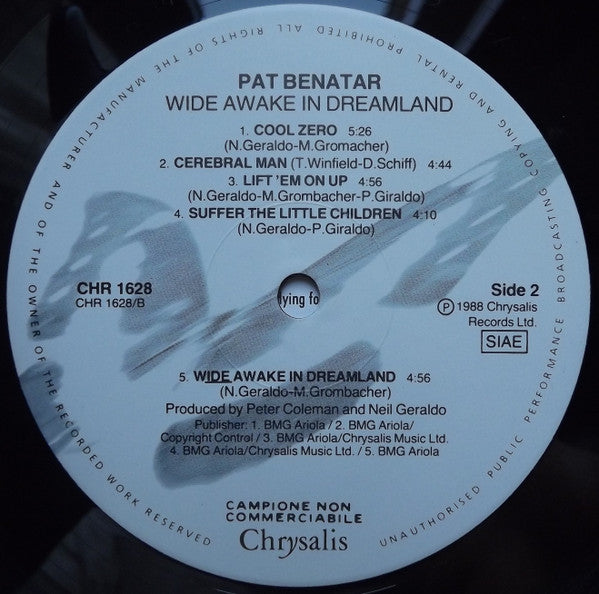 ALL RIGHTS OF THE MANUFACTURER AND OF THE OWNER OF THE RECORDED WORK RESERVED
UNAUTHORISED PUBLIC PERFORMANCE BROADCASTING COPYING AND RENTAL PROHIBITED
PAT BENATAR
WIDE AWAKE IN DREAMLAND
1. COOL ZERO 5:26
(N.Geraldo-M.Gromacher)
2. CEREBRAL MAN (T.Winfield-D.Schiff) 4:44
3. LIFT 'EM ON UP 4:56
(N.Geraldo-M.Grombacher-P.Giraldo)
4. SUFFER THE LITTLE CHILDREN 4:10
(N.Geraldo-P.Giraldo)
CHR 1628
CHR 1628/B
lying fo
Side 2
Ⓟ 1988 Chrysalis
Records Ltd.
SIAE
5. WIDE AWAKE IN DREAMLAND 4:56
(N.Geraldo-M.Grombacher)
Produced by Peter Coleman and Neil Geraldo
Publisher: 1. BMG Ariola / 2. BMG Ariola/
Copyright Control / 3. BMG Ariola/Chrysalis Music Ltd.
4. BMG Ariola/Chrysalis Music Ltd. / 5. BMG Ariola
CAMPIONE NON
COMMERCIABILE
Chrysalis